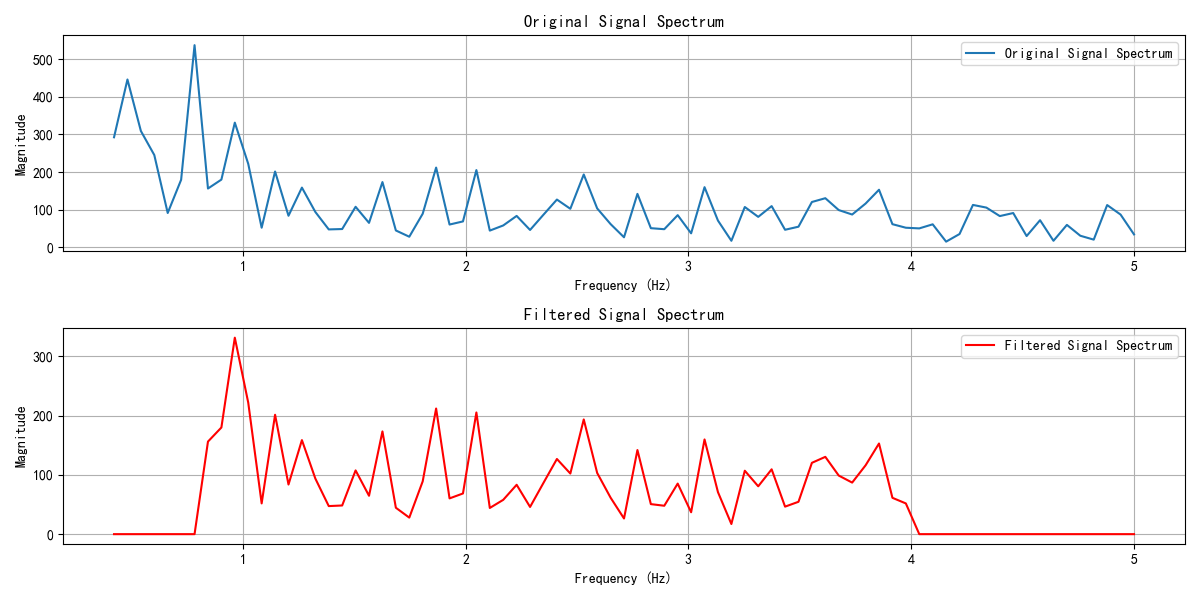 Original Signal Spectrum
Original Signal Spectrum
Magnitude
500
400
300
200
100
0
1 2 3 4 5
Frequency (Hz)
Filtered Signal Spectrum
Filtered Signal Spectrum
Magnitude
300
200
100
0
1 2 3 4 5
Frequency (Hz)